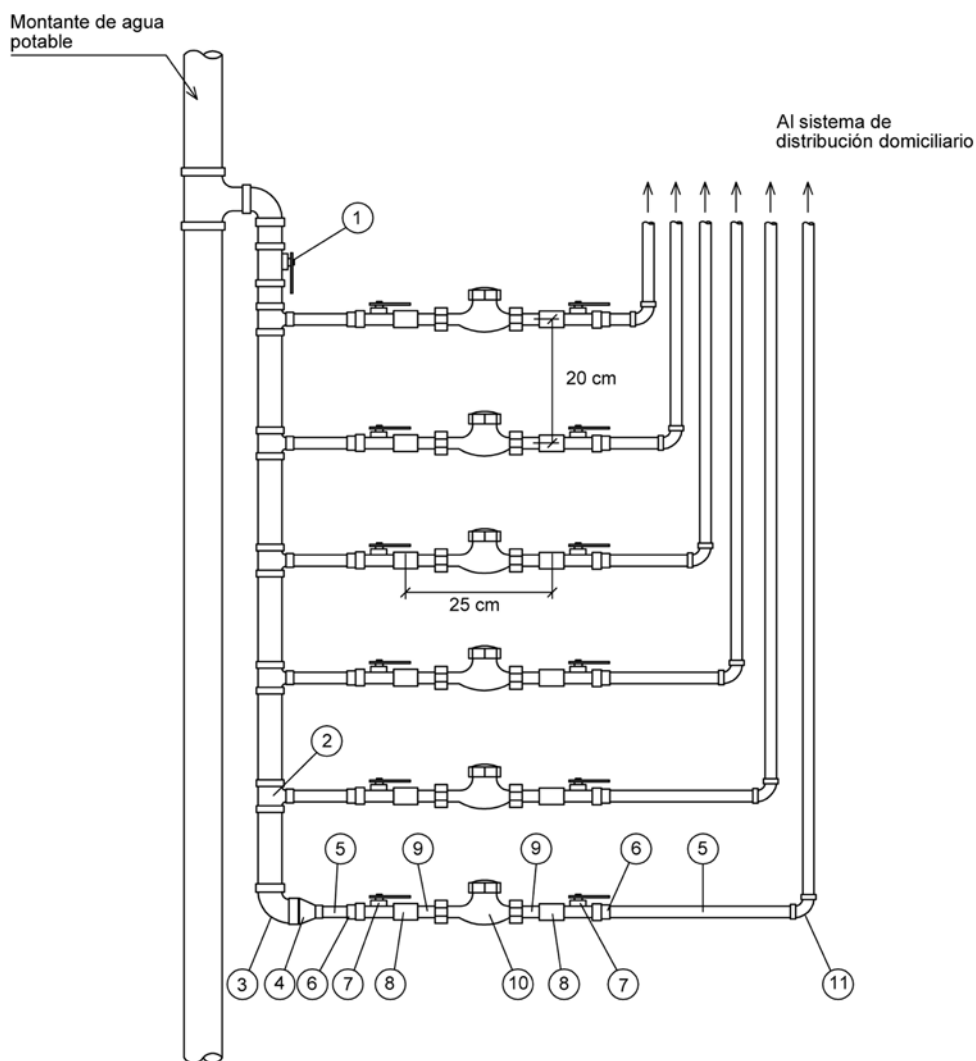 Montante de agua
potable
Al sistema de
distribución domiciliario
1
20 cm
25 cm
2
5
9
9
6
5
3
4
6
7
8
10
8
7
11